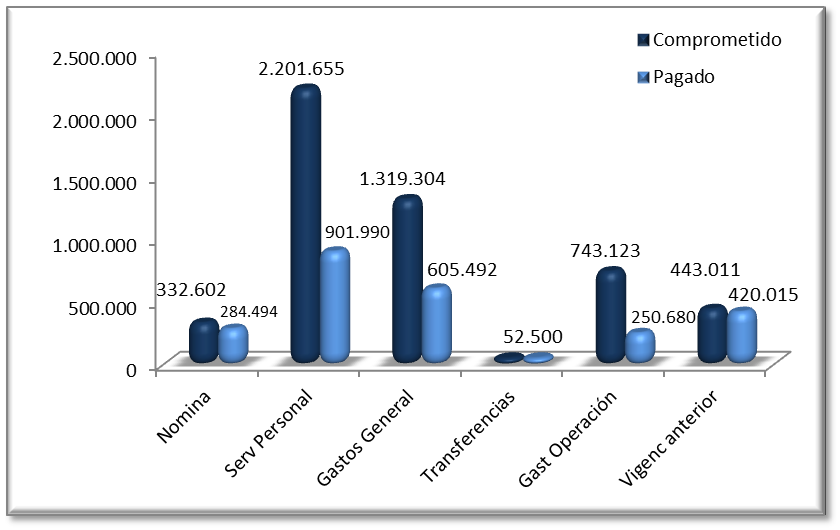 Comprometido
Pagado
2.500.000
2.000.000
1.500.000
1.000.000
500.000
0
2.201.655
1.319.304
901.990
605.492
743.123
443.011
420.015
332.602
284.494
52.500
250.680
Nomina
Serv Personal
Gastos General
Transferencias
Gast Operación
Vigenc anterior